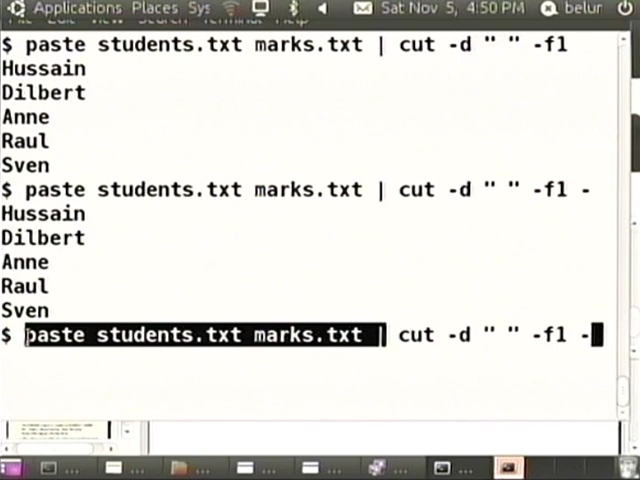 Applications Places Sys Sat Nov 5, 4:50 PM belur
$ paste students.txt marks.txt | cut -d " " -f1
Hussain
Dilbert
Anne
Raul
Sven
$ paste students.txt marks.txt | cut -d " " -f1 -
Hussain
Dilbert
Anne
Raul
Sven
$ paste students.txt marks.txt | cut -d " " -f1 -